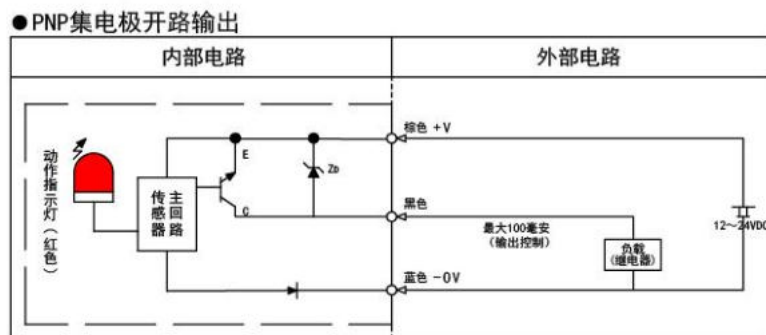 ●PNP集电极开路输出
内部电路
外部电路
棕色 +V
动作指示灯（红色）
E
ZD
传感器
主回路
C
黑色
最大100毫安
（输出控制）
12～24VDC
负载
（继电器）
蓝色 -0V